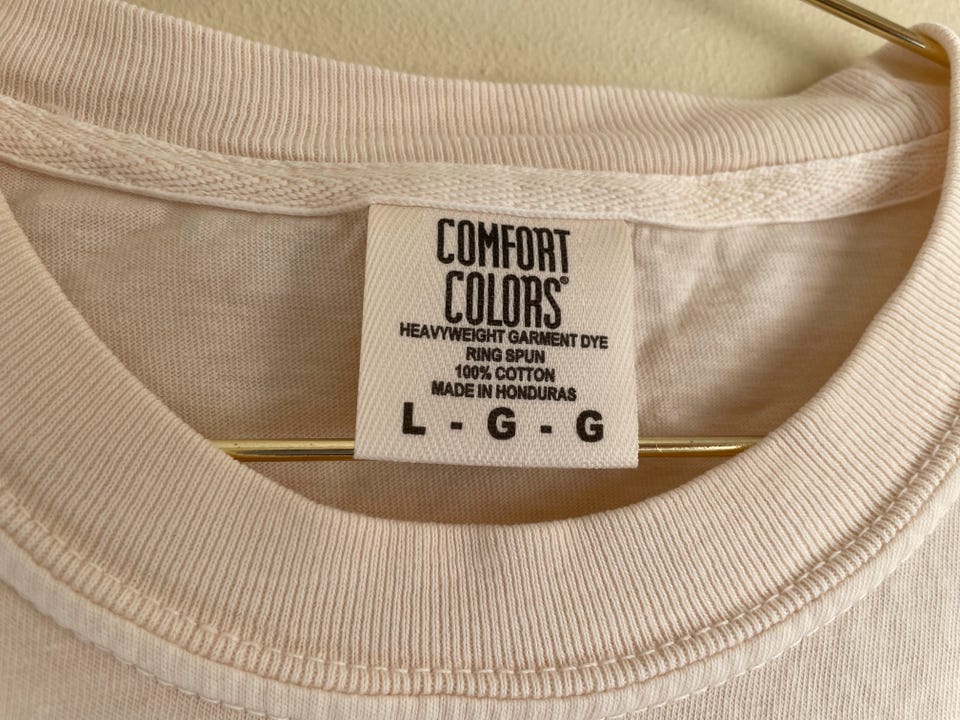 COMFORT
COLORS®
HEAVYWEIGHT GARMENT DYE
RING SPUN
100% COTTON
MADE IN HONDURAS
L - G - G